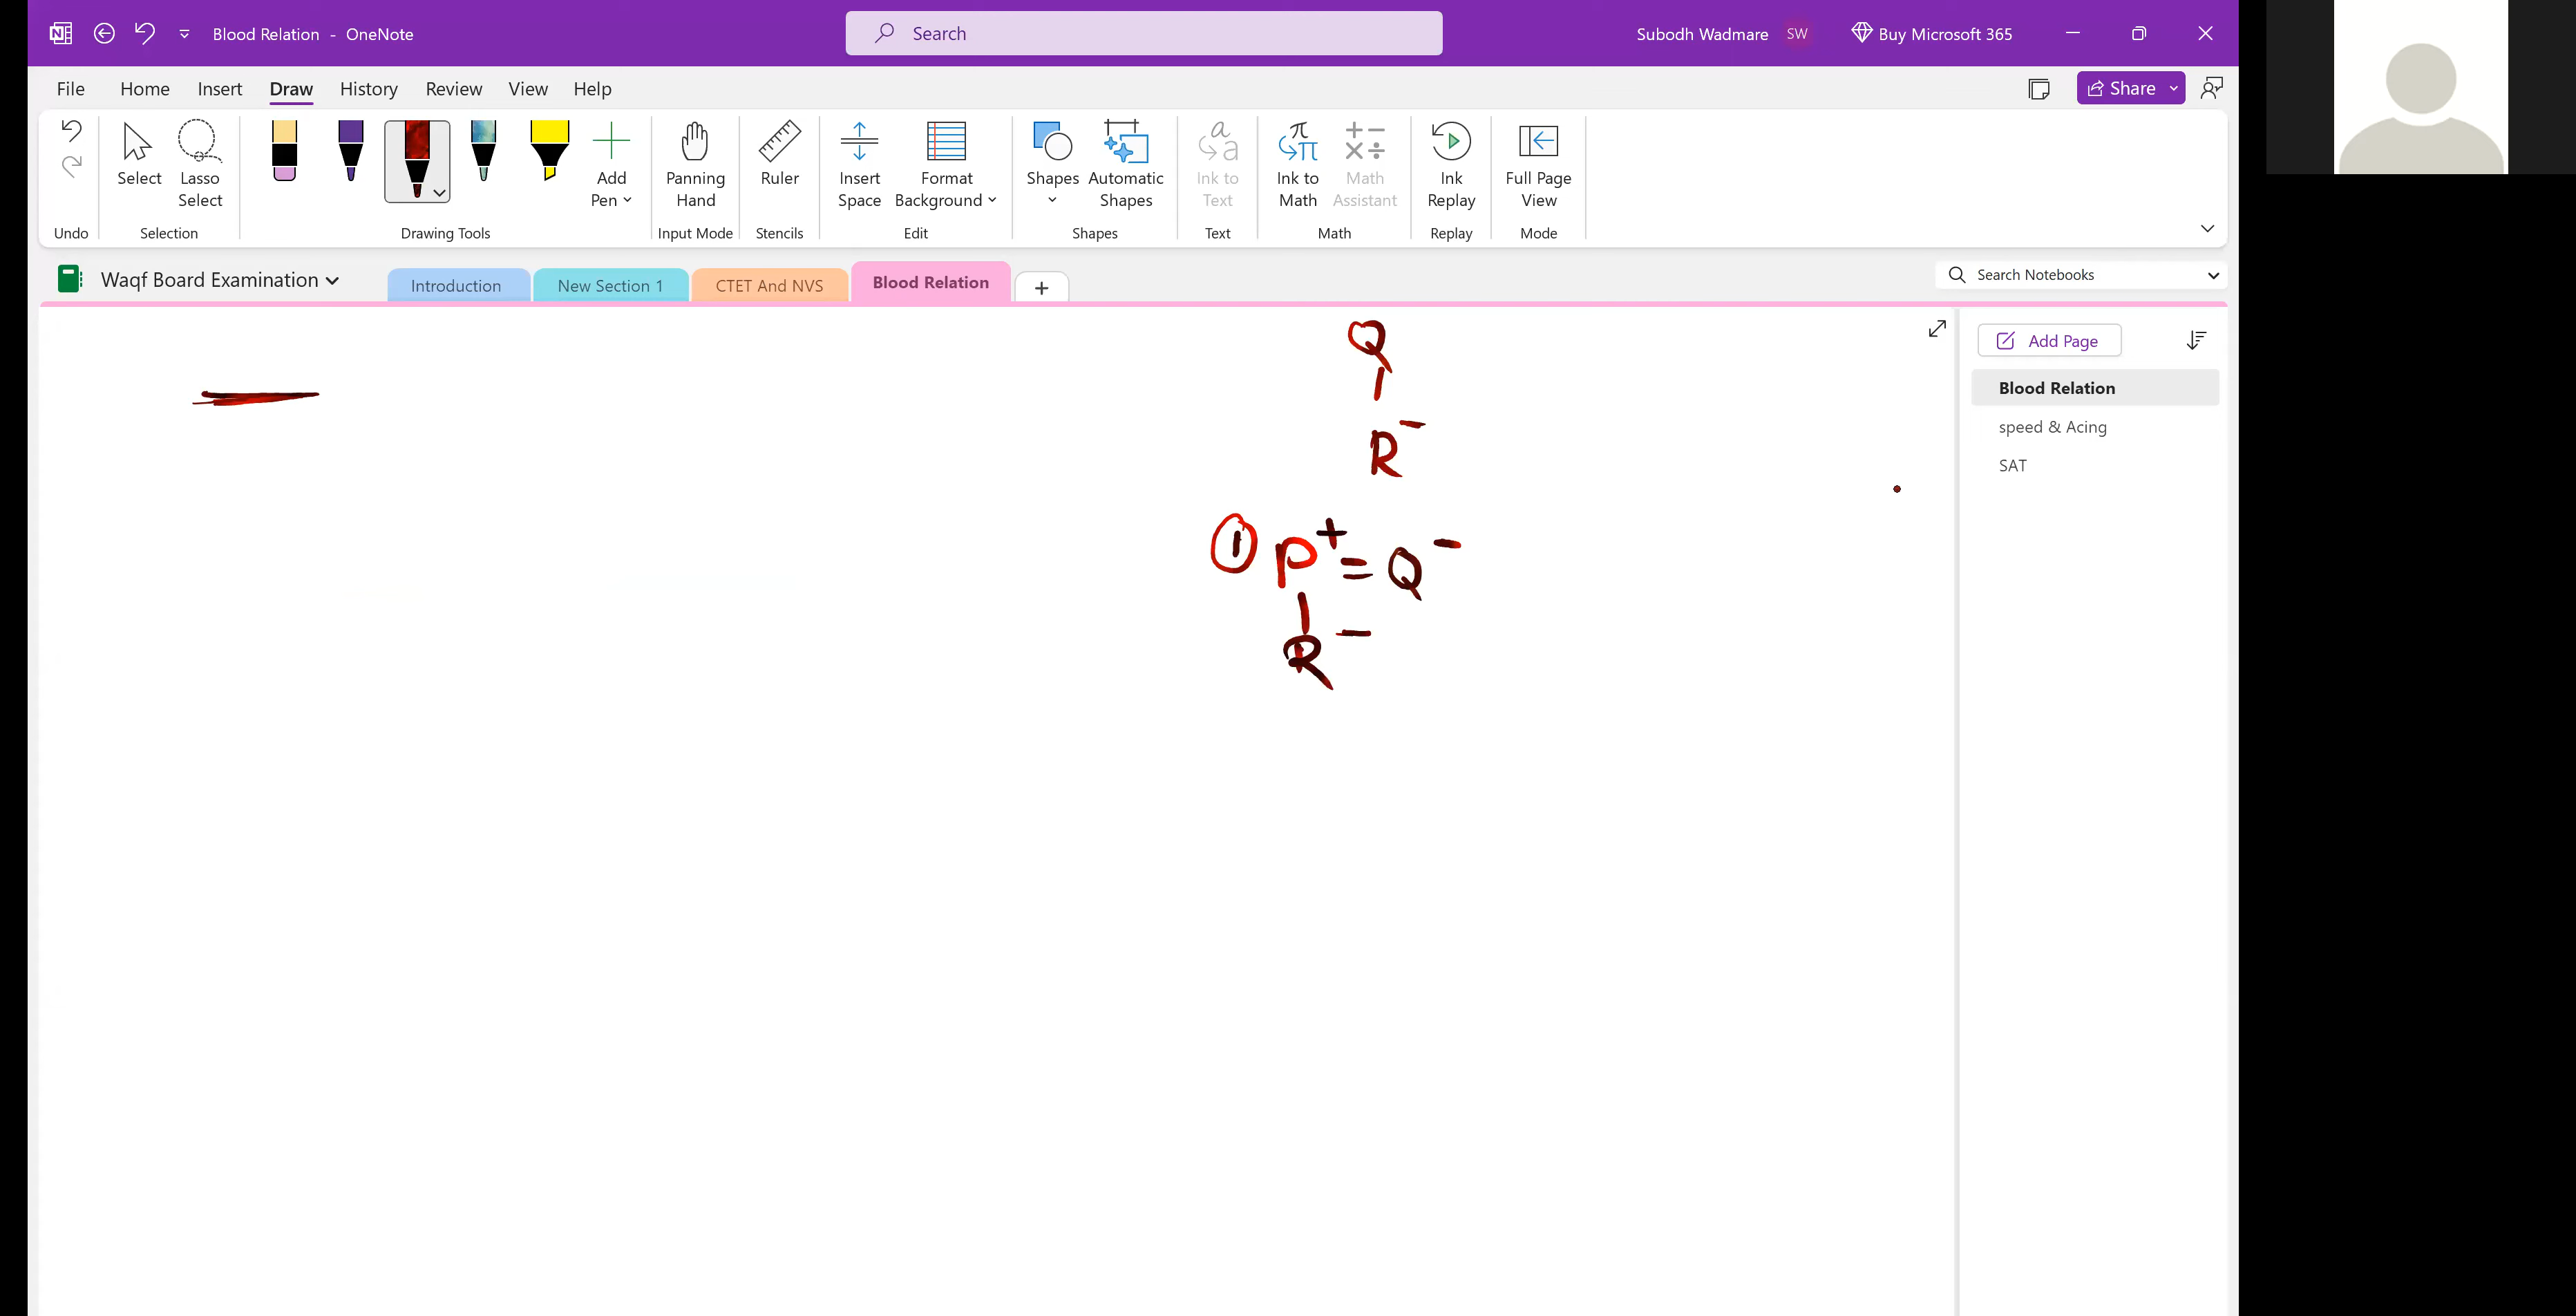 Blood Relation - OneNote
Search
Subodh Wadmare SW Buy Microsoft 365
File Home Insert Draw History Review View Help
Share
Select
Lasso Select
Add Pen
Panning Hand
Ruler
Insert Space
Format Background
Shapes
Automatic Shapes
Ink to Text
Ink to Math
Math Assistant
Ink Replay
Full Page View
Undo Selection Drawing Tools Input Mode Stencils Edit Shapes Text Math Replay Mode
Waqf Board Examination
Introduction New Section 1 CTET And NVS Blood Relation +
Search Notebooks
Add Page
Blood Relation
speed & Acing
SAT
Q
R⁻
① P⁺ = Q⁻
R⁻